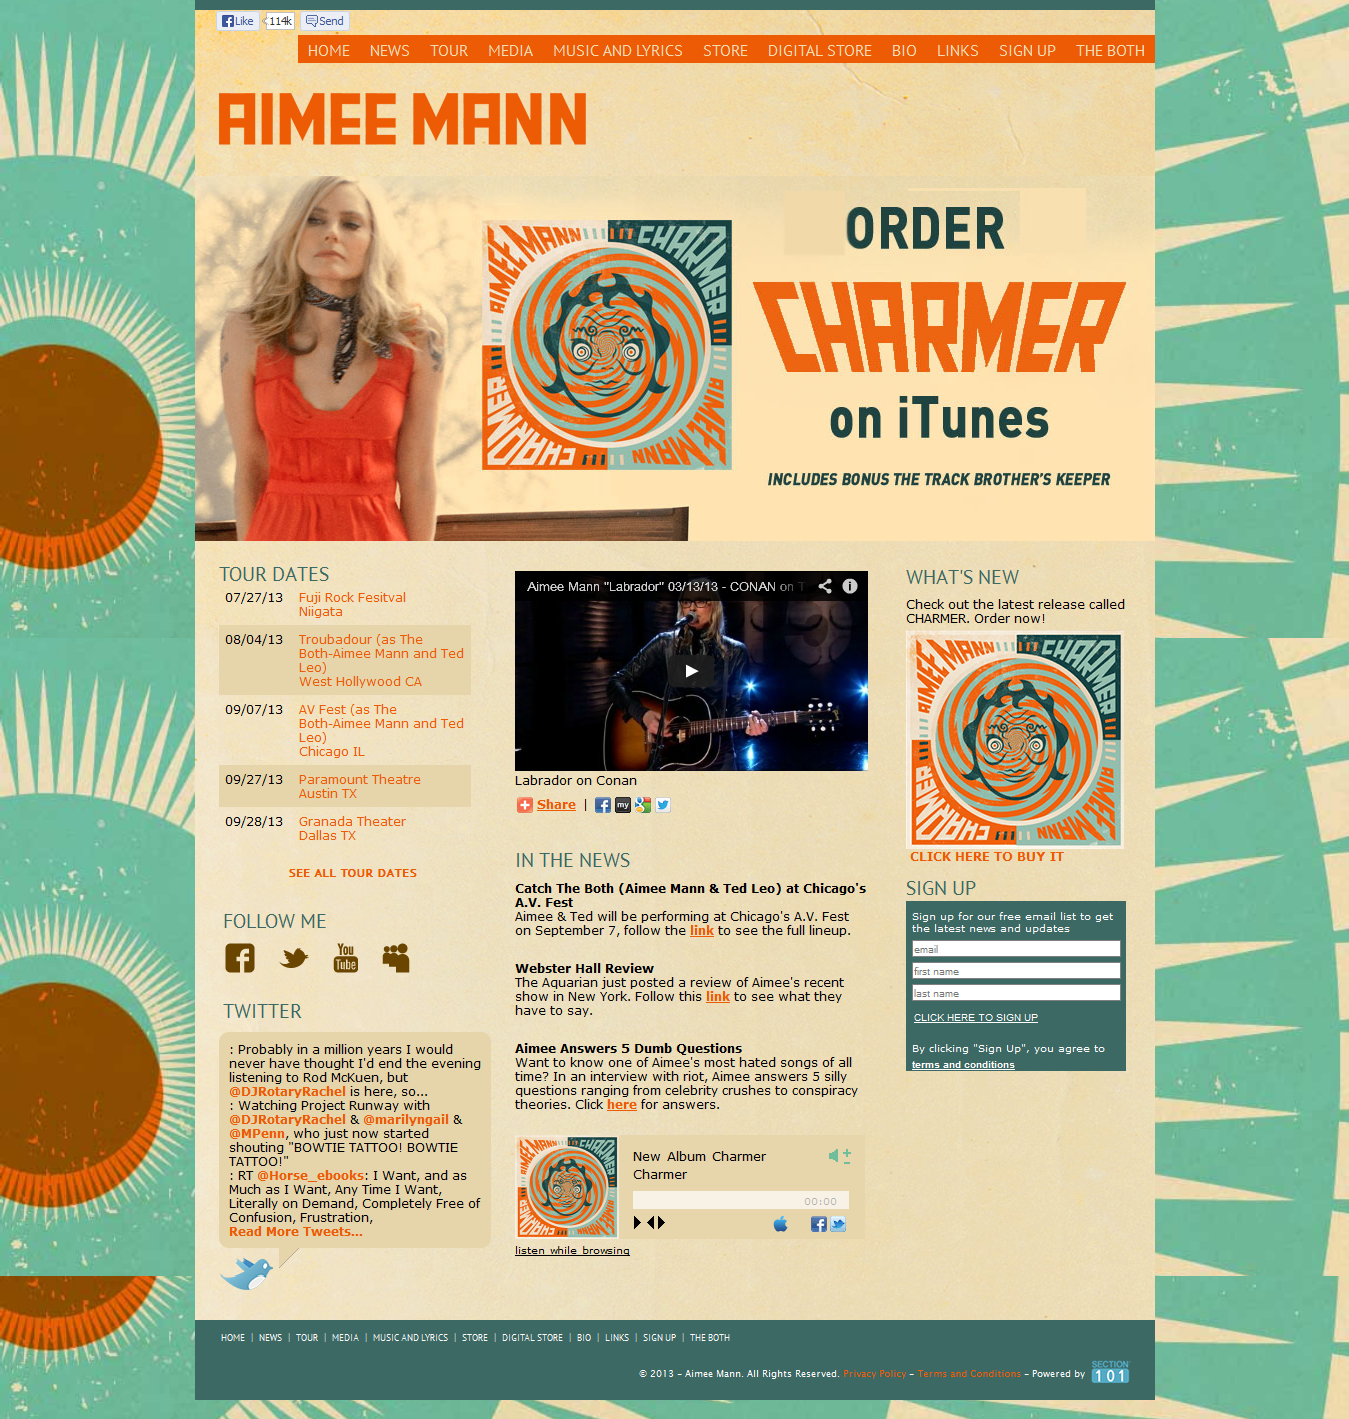 Like 114k Send
HOME NEWS TOUR MEDIA MUSIC AND LYRICS STORE DIGITAL STORE BIO LINKS SIGN UP THE BOTH
AIMEE MANN
AIMEE MANN
CHARMER
AIMEE MANN
CHARMER
ORDER
CHARMER
on iTunes
INCLUDES BONUS THE TRACK BROTHER'S KEEPER
TOUR DATES
07/27/13 Fuji Rock Fesitval
Niigata
08/04/13 Troubadour (as The
Both-Aimee Mann and Ted
Leo)
West Hollywood CA
09/07/13 AV Fest (as The
Both-Aimee Mann and Ted
Leo)
Chicago IL
09/27/13 Paramount Theatre
Austin TX
09/28/13 Granada Theater
Dallas TX
SEE ALL TOUR DATES
FOLLOW ME
You
Tube
TWITTER
: Probably in a million years I would
never have thought I'd end the evening
listening to Rod McKuen, but
@DJRotaryRachel is here, so...
: Watching Project Runway with
@DJRotaryRachel & @marilyngail &
@MPenn, who just now started
shouting "BOWTIE TATTOO! BOWTIE
TATTOO!"
: RT @Horse_ebooks: I Want, and as
Much as I Want, Any Time I Want,
Literally on Demand, Completely Free of
Confusion, Frustration,
Read More Tweets...
Aimee Mann "Labrador" 03/13/13 - CONAN on T
Labrador on Conan
Share | my
IN THE NEWS
Catch The Both (Aimee Mann & Ted Leo) at Chicago's
A.V. Fest
Aimee & Ted will be performing at Chicago's A.V. Fest
on September 7, follow the link to see the full lineup.
Webster Hall Review
The Aquarian just posted a review of Aimee's recent
show in New York. Follow this link to see what they
have to say.
Aimee Answers 5 Dumb Questions
Want to know one of Aimee's most hated songs of all
time? In an interview with riot, Aimee answers 5 silly
questions ranging from celebrity crushes to conspiracy
theories. Click here for answers.
AIMEE MANN
CHARMER
AIMEE MANN
CHARMER
New Album Charmer
Charmer
00:00
listen while browsing
WHAT'S NEW
Check out the latest release called
CHARMER. Order now!
AIMEE MANN
CHARMER
AIMEE MANN
CHARMER
CLICK HERE TO BUY IT
SIGN UP
Sign up for our free email list to get
the latest news and updates
email
first name
last name
CLICK HERE TO SIGN UP
By clicking "Sign Up", you agree to
terms and conditions
HOME | NEWS | TOUR | MEDIA | MUSIC AND LYRICS | STORE | DIGITAL STORE | BIO | LINKS | SIGN UP | THE BOTH
© 2013 - Aimee Mann. All Rights Reserved. Privacy Policy - Terms and Conditions - Powered by SECTION
101